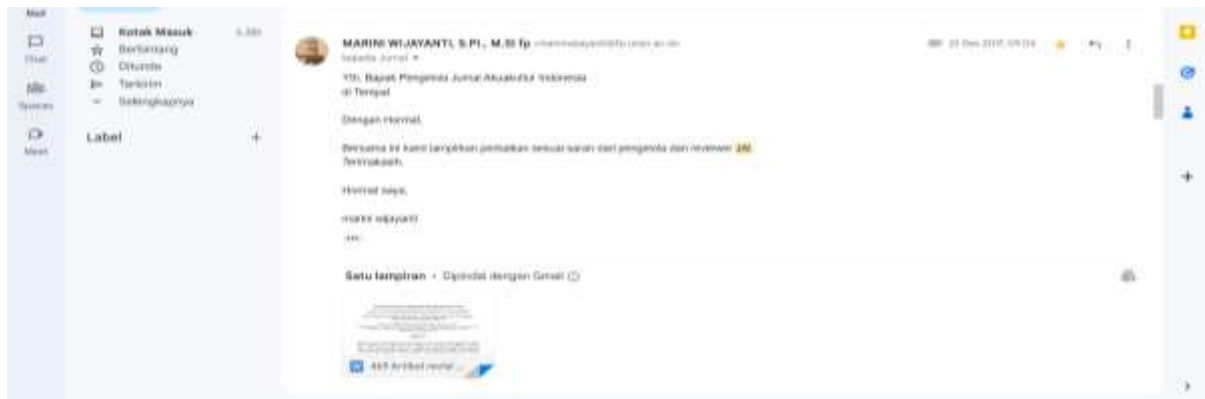 Mail
Chat
Spaces
Meet
Kotak Masuk
Berbintang
Ditunda
Terkirim
Selengkapnya
Label
MARINI WIJAYANTI, S.PI., M.SI fp
kepada Jurnal
Yth. Bapak Pengelola Jurnal Akuakultur Indonesia
di Tempat
Dengan Hormat,
Bersama ini kami lampirkan perbaikan sesuai saran dari pengelola dan reviewer JAI.
Terimakasih.
Hormat saya,
marini wijayanti
Satu lampiran • Dipindai dengan Gmail
W